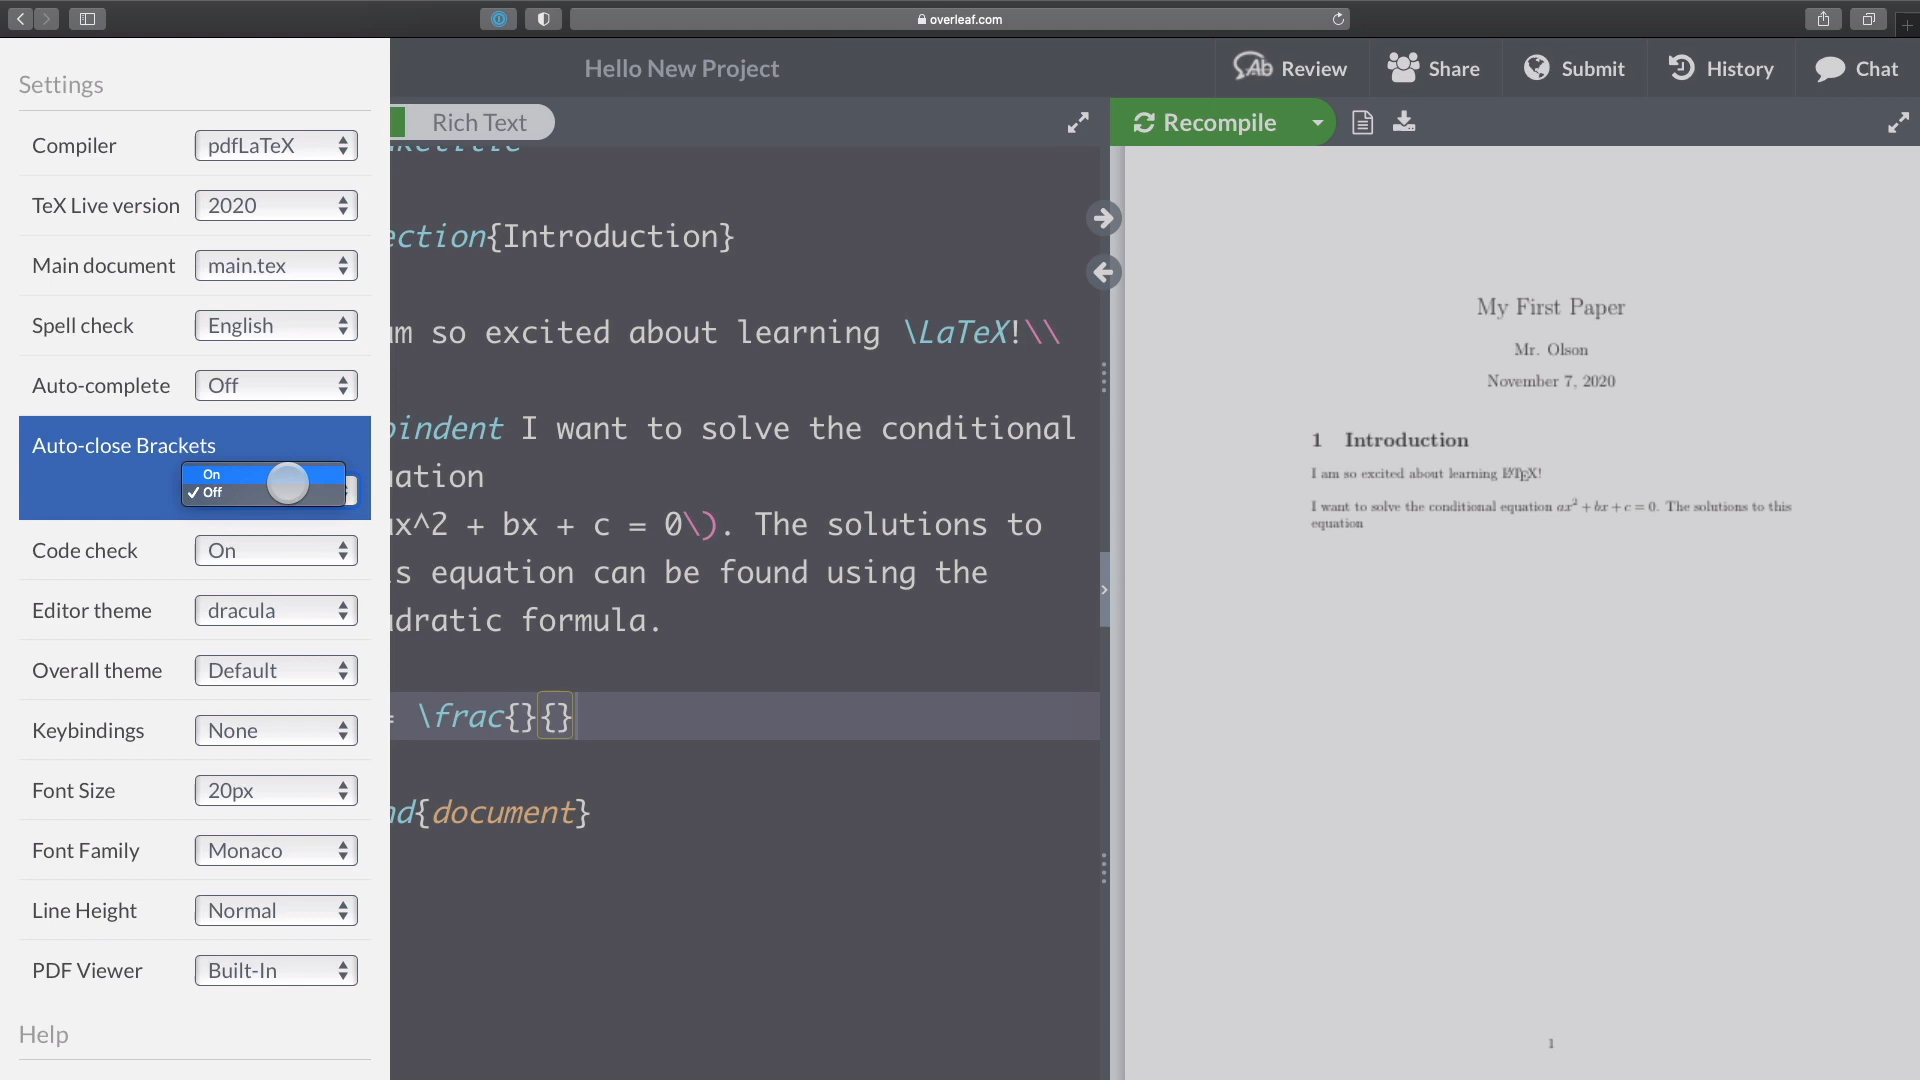 overleaf.com
Settings
Compiler
pdfLaTeX
TeX Live version
2020
Main document
main.tex
Spell check
English
Auto-complete
Off
Auto-close Brackets
On
✓ Off
Code check
On
Editor theme
dracula
Overall theme
Default
Keybindings
None
Font Size
20px
Font Family
Monaco
Line Height
Normal
PDF Viewer
Built-In
Help
Hello New Project
Review
Share
Submit
History
Chat
Rich Text
Recompile
ection{Introduction}
am so excited about learning \LaTeX!\\
indent I want to solve the conditional
ation
x^2 + bx + c = 0\). The solutions to
s equation can be found using the
adratic formula.
= \frac{}{}
nd{document}
My First Paper
Mr. Olson
November 7, 2020
1 Introduction
I am so excited about learning LATEX!
I want to solve the conditional equation ax² + bx + c = 0. The solutions to this
equation
1